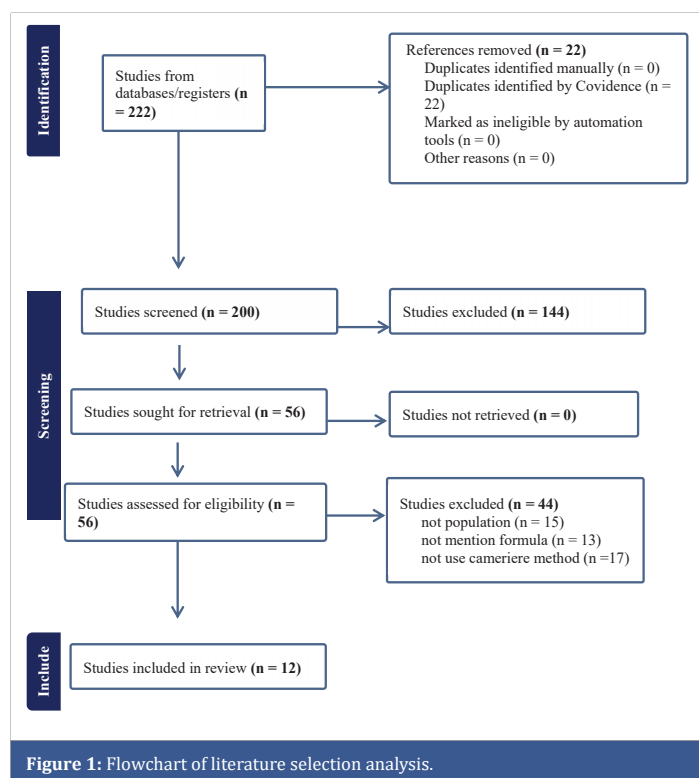 Identification
Studies from
databases/registers (n
= 222)
References removed (n = 22)
Duplicates identified manually (n = 0)
Duplicates identified by Covidence (n =
22)
Marked as ineligible by automation
tools (n = 0)
Other reasons (n = 0)
Screening
Studies screened (n = 200)
Studies excluded (n = 144)
Studies sought for retrieval (n = 56)
Studies not retrieved (n = 0)
Studies assessed for eligibility (n =
56)
Studies excluded (n = 44)
not population (n = 15)
not mention formula (n = 13)
not use cameriere method (n =17)
Include
Studies included in review (n = 12)
Figure 1: Flowchart of literature selection analysis.